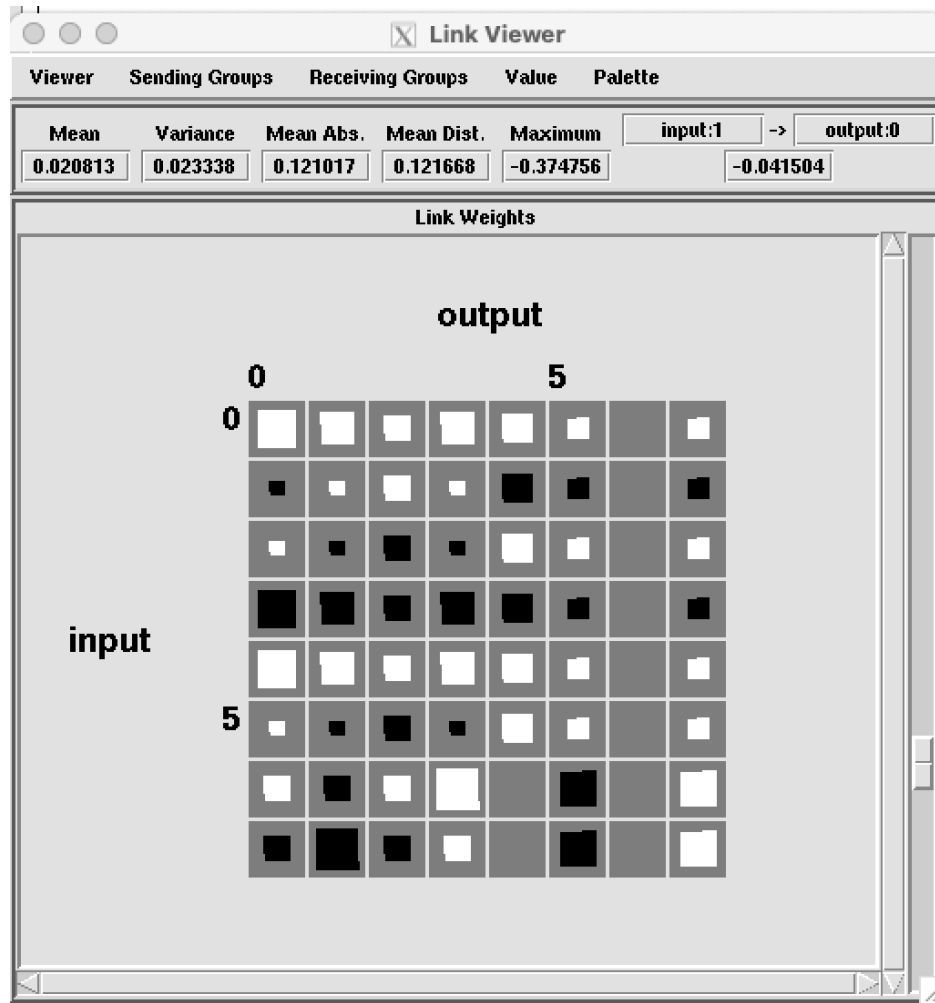 Link Viewer
Viewer Sending Groups Receiving Groups Value Palette
Mean Variance Mean Abs. Mean Dist. Maximum input:1 -> output:0
0.020813 0.023338 0.121017 0.121668 -0.374756 -0.041504
Link Weights
output
0 5
0
input
5